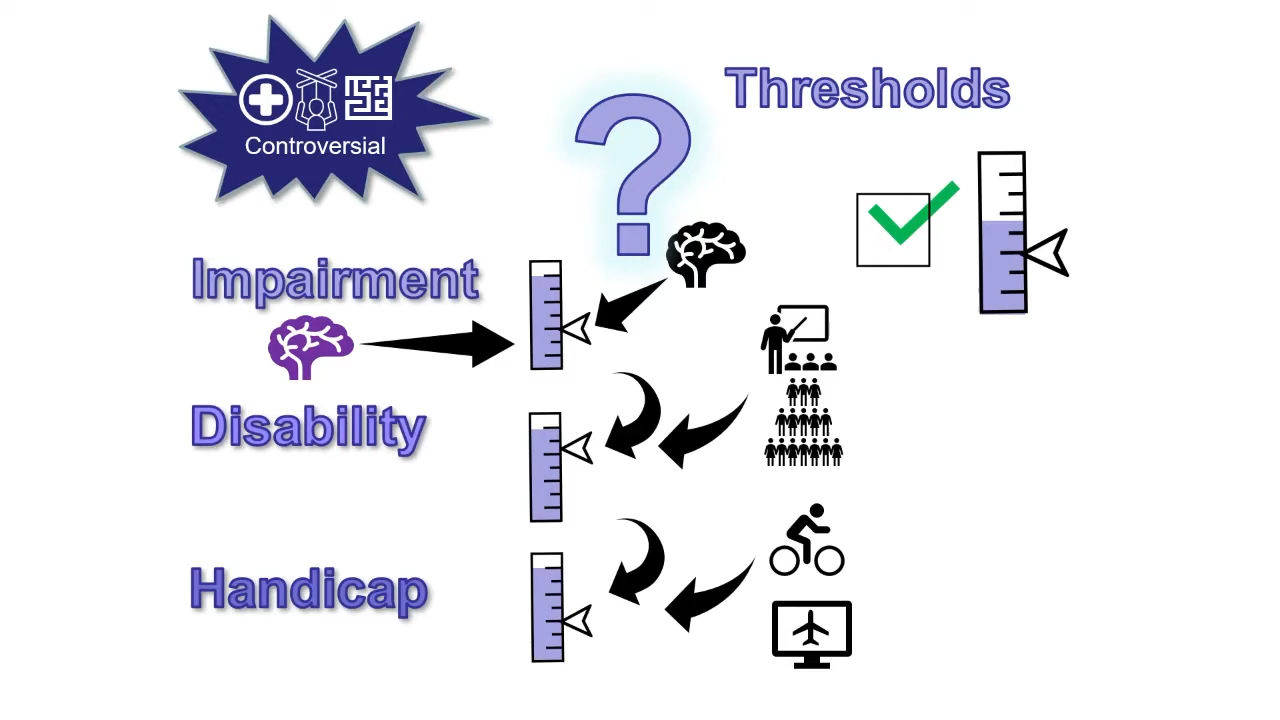 Controversial
Thresholds
?
Impairment
Disability
Handicap